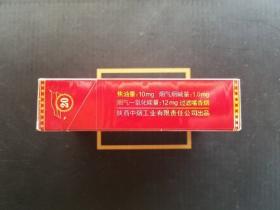 20
焦油量:10mg 烟气烟碱量:1.0mg
烟气一氧化碳量:12mg 过滤嘴香烟
陕西中烟工业有限责任公司出品